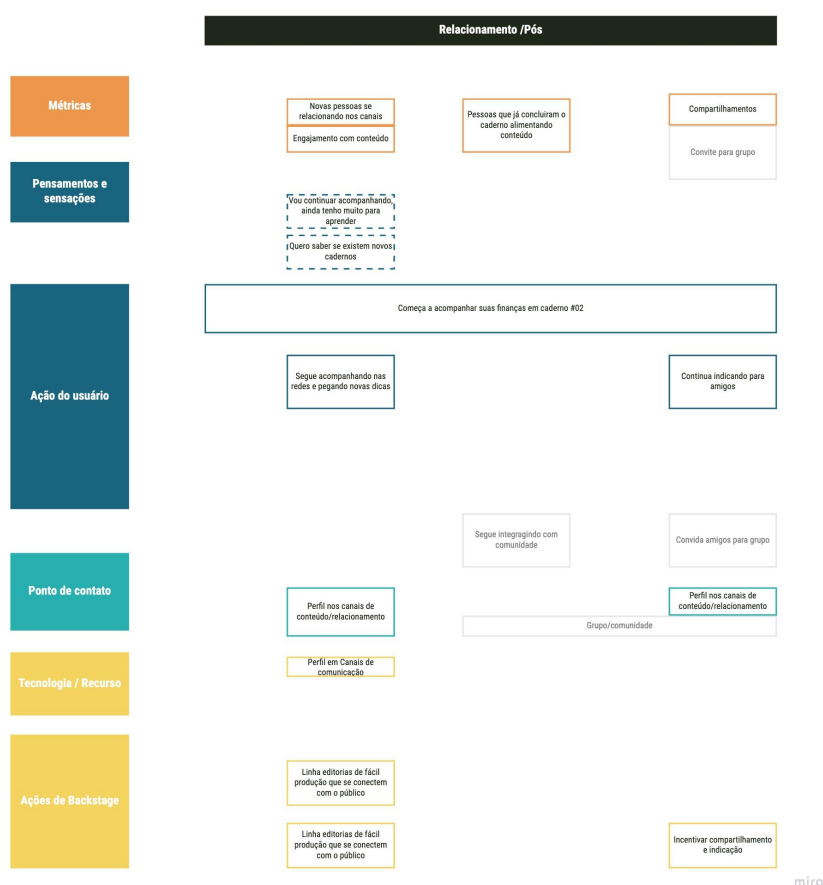 Relacionamento /Pós
Métricas
Novas pessoas se
relacionando nos canais
Engajamento com conteúdo
Pessoas que já concluiram o
caderno alimentando
conteúdo
Compartilhamentos
Convite para grupo
Pensamentos e
sensações
Vou continuar acompanhando,
ainda tenho muito para
aprender
Quero saber se existem novos
cadernos
Ação do usuário
Começa a acompanhar suas finanças em caderno #02
Segue acompanhando nas
redes e pegando novas dicas
Continua indicando para
amigos
Segue integragindo com
comunidade
Convida amigos para grupo
Ponto de contato
Perfil nos canais de
conteúdo/relacionamento
Perfil nos canais de
conteúdo/relacionamento
Grupo/comunidade
Tecnologia / Recurso
Perfil em Canais de
comunicação
Ações de Backstage
Linha editorias de fácil
produção que se conectem
com o público
Linha editorias de fácil
produção que se conectem
com o público
Incentivar compartilhamento
e indicação
miro